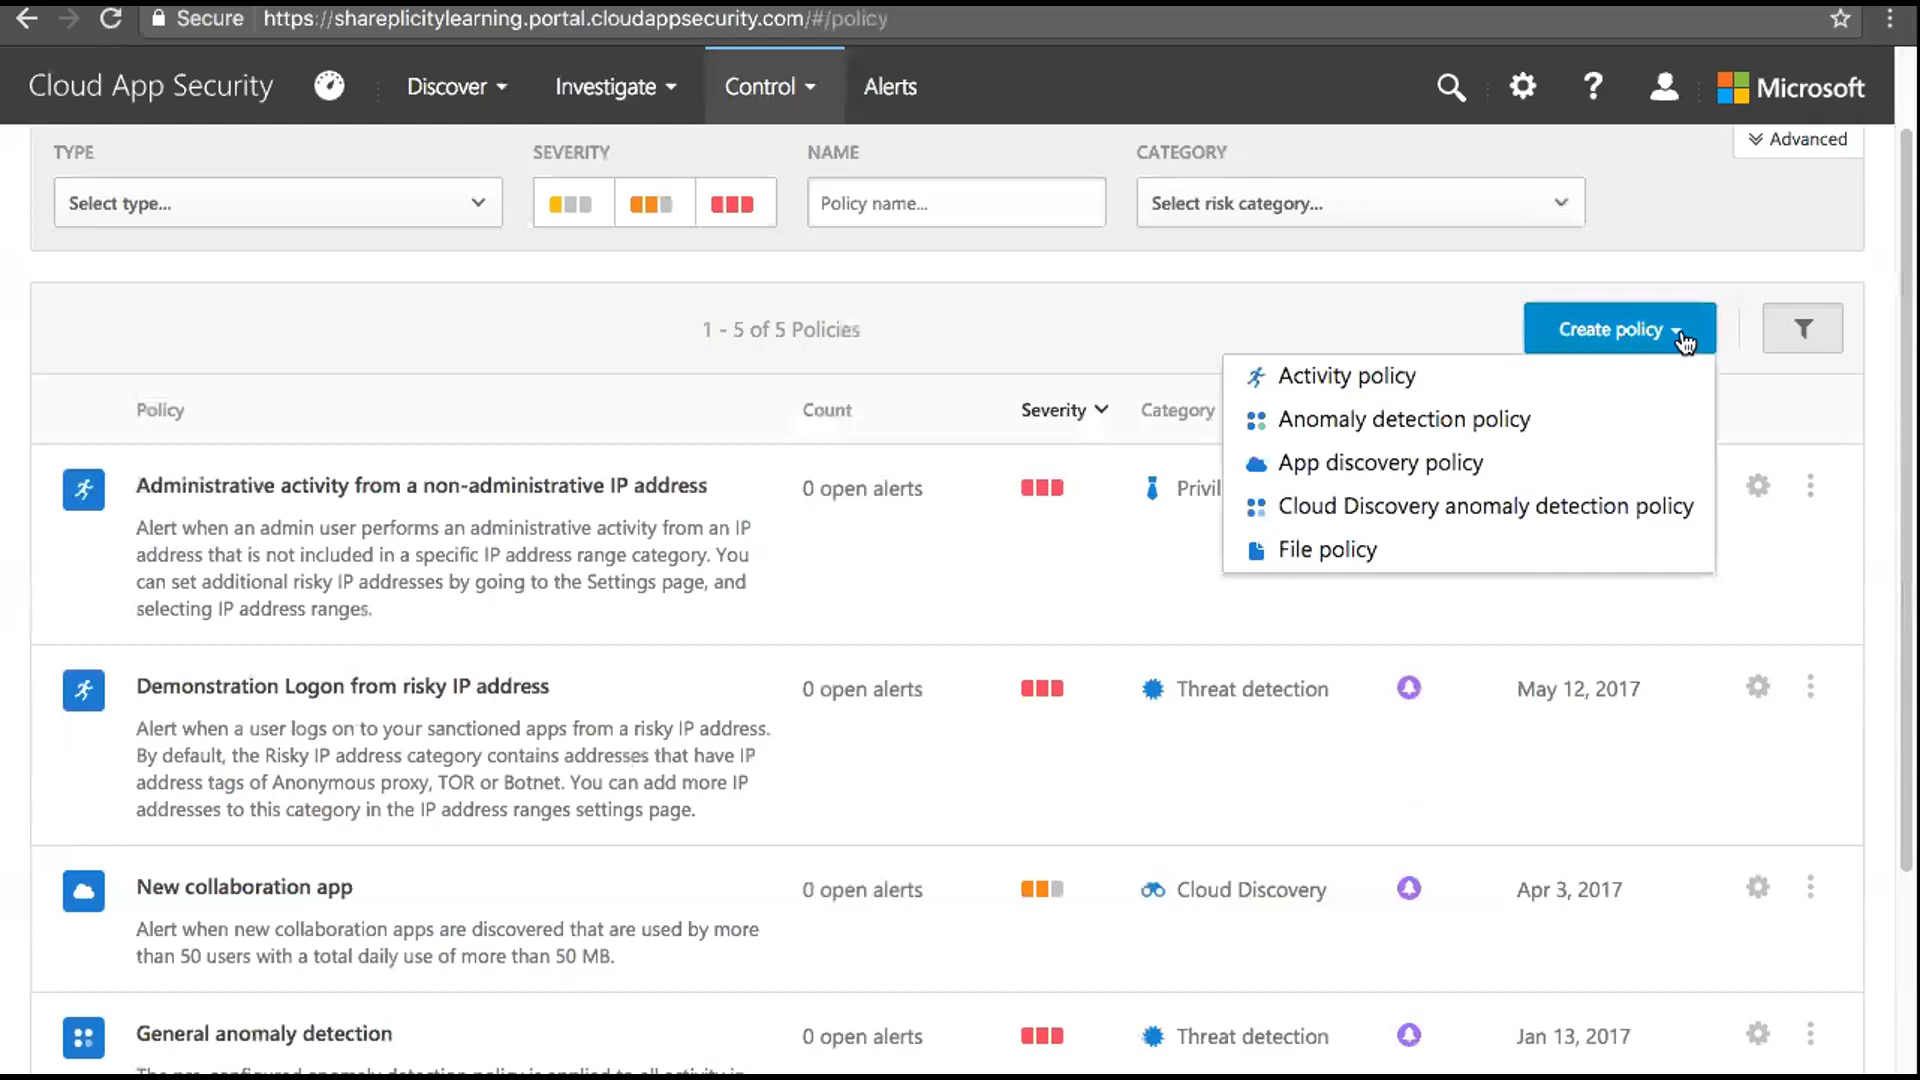 Secure https://shareplicitylearning.portal.cloudappsecurity.com/#/policy
Cloud App Security Discover Investigate Control Alerts ? Microsoft
Advanced
TYPE SEVERITY NAME CATEGORY
Select type... Policy name... Select risk category...
1 - 5 of 5 Policies Create policy
Activity policy
Anomaly detection policy
App discovery policy
Cloud Discovery anomaly detection policy
File policy
Policy Count Severity Category
Administrative activity from a non-administrative IP address 0 open alerts Privil
Alert when an admin user performs an administrative activity from an IP
address that is not included in a specific IP address range category. You
can set additional risky IP addresses by going to the Settings page, and
selecting IP address ranges.
Demonstration Logon from risky IP address 0 open alerts Threat detection May 12, 2017
Alert when a user logs on to your sanctioned apps from a risky IP address.
By default, the Risky IP address category contains addresses that have IP
address tags of Anonymous proxy, TOR or Botnet. You can add more IP
addresses to this category in the IP address ranges settings page.
New collaboration app 0 open alerts Cloud Discovery Apr 3, 2017
Alert when new collaboration apps are discovered that are used by more
than 50 users with a total daily use of more than 50 MB.
General anomaly detection 0 open alerts Threat detection Jan 13, 2017